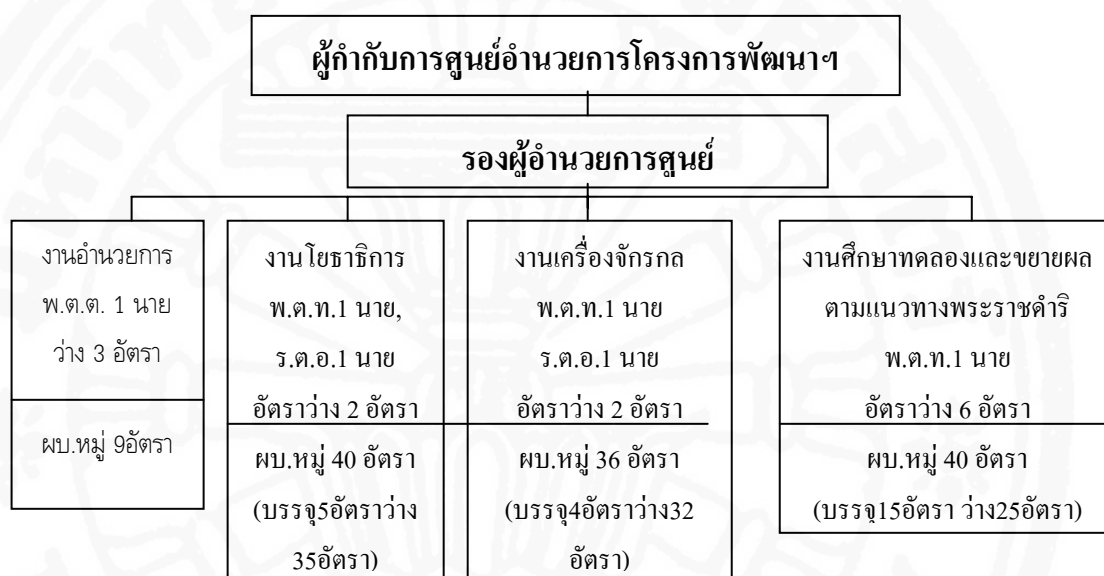 ผู้กำกับการศูนย์อำนวยการโครงการพัฒนาฯ
รองผู้อำนวยการศูนย์
งานอำนวยการ
พ.ต.ต. 1 นาย
ว่าง 3 อัตรา
ผบ.หมู่ 9อัตรา
งานโยธาธิการ
พ.ต.ท.1 นาย,
ร.ต.อ.1 นาย
อัตราว่าง 2 อัตรา
ผบ.หมู่ 40 อัตรา
(บรรจุ5อัตราว่าง
35อัตรา)
งานเครื่องจักรกล
พ.ต.ท.1 นาย
ร.ต.อ.1 นาย
อัตราว่าง 2 อัตรา
ผบ.หมู่ 36 อัตรา
(บรรจุ4อัตราว่าง32
อัตรา)
งานศึกษาทดลองและขยายผล
ตามแนวทางพระราชดำริ
พ.ต.ท.1 นาย
อัตราว่าง 6 อัตรา
ผบ.หมู่ 40 อัตรา
(บรรจุ15อัตรา ว่าง25อัตรา)